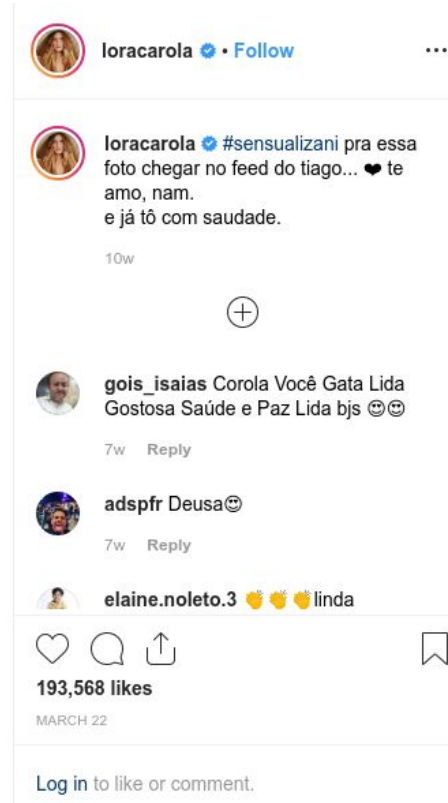 loracarola • Follow
loracarola #sensualizani pra essa
foto chegar no feed do tiago... ❤ te
amo, nam.
e já tô com saudade.
10w
gois_isaias Corola Você Gata Lida
Gostosa Saúde e Paz Lida bjs 😍😍
7w Reply
adspfr Deusa😍
7w Reply
elaine.noleto.3 👏👏👏linda
193,568 likes
MARCH 22
Log in to like or comment.